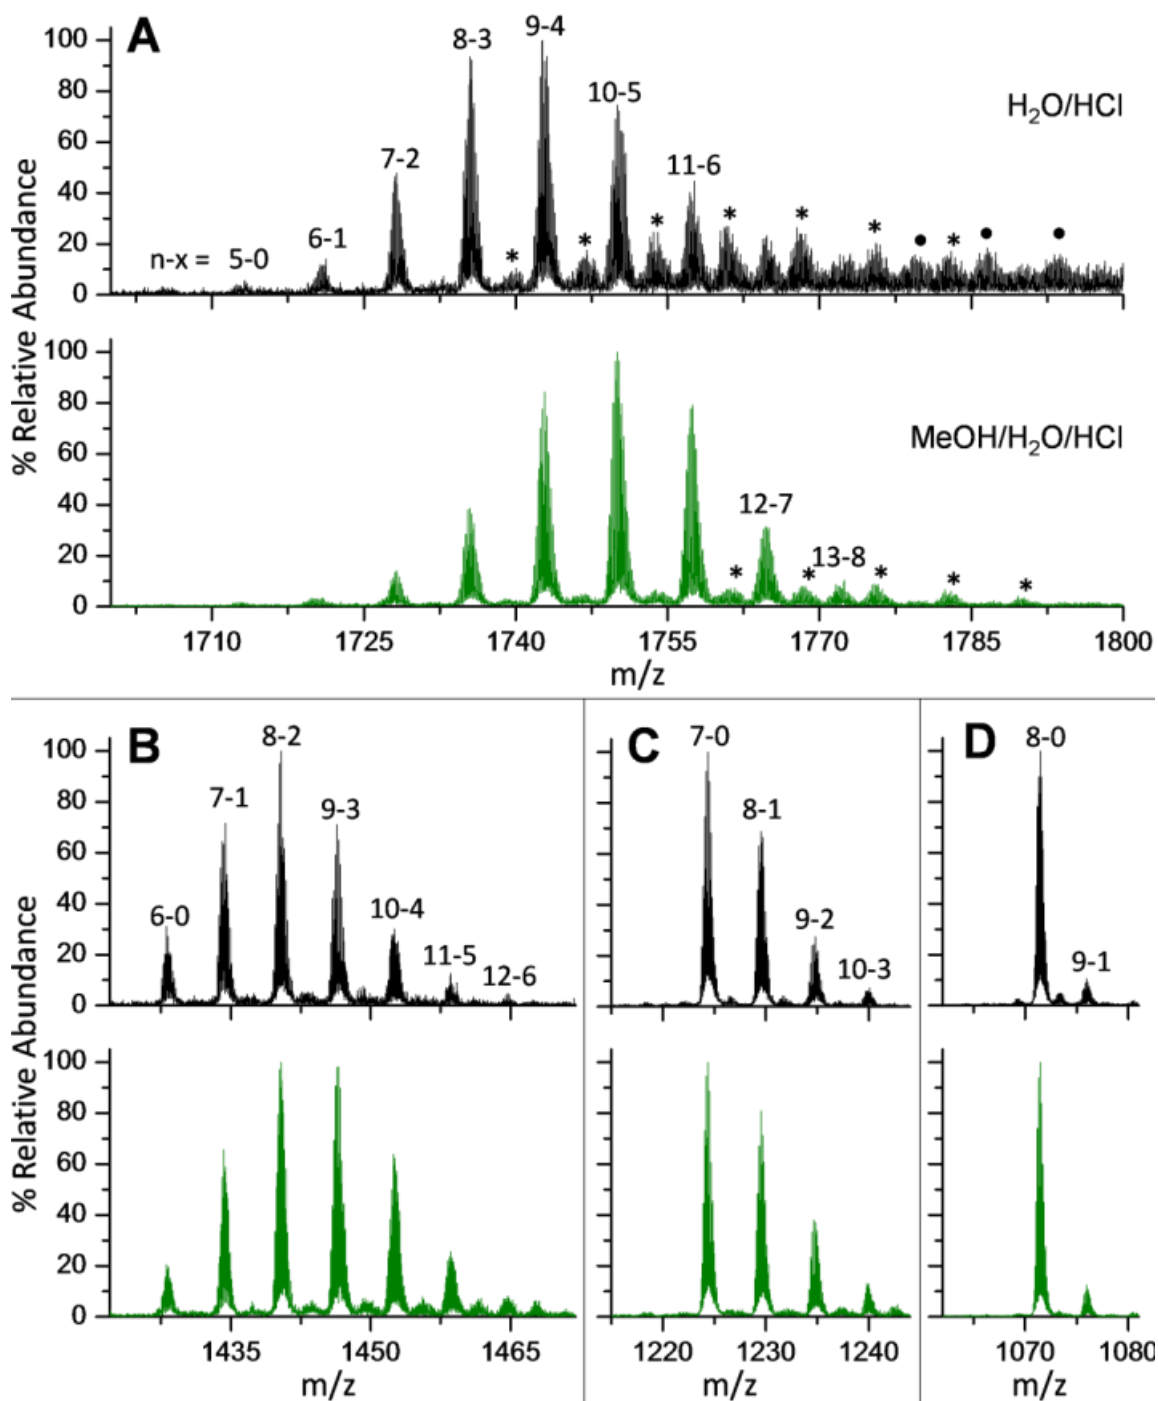 A
100
80
60
40
20
0
% Relative Abundance
n-x = 5-0
6-1
7-2
8-3
9-4
10-5
11-6
* * * * * * • * • •
H₂O/HCl
100
80
60
40
20
0
MeOH/H₂O/HCl
12-7
13-8
* * * * *
1710 1725 1740 1755 1770 1785 1800
m/z
B
100
80
60
40
20
0
% Relative Abundance
6-0
7-1
8-2
9-3
10-4
11-5
12-6
100
80
60
40
20
0
1435 1450 1465
m/z
C
7-0
8-1
9-2
10-3
1220 1230 1240
m/z
D
8-0
9-1
1070 1080
m/z